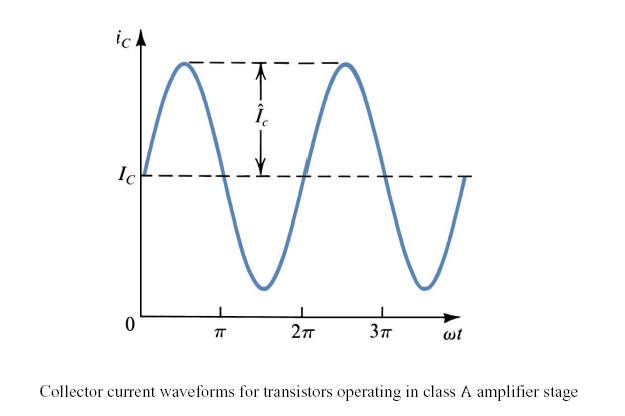 i_C
Î_c
I_C
0
π
2π
3π
ωt
Collector current waveforms for transistors operating in class A amplifier stage